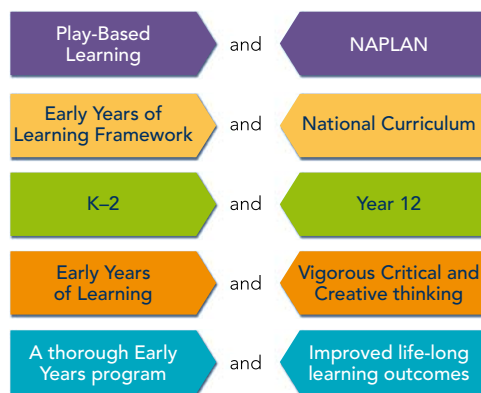 Play-Based
Learning
and
NAPLAN
Early Years of
Learning Framework
and
National Curriculum
K–2
and
Year 12
Early Years
of Learning
and
Vigorous Critical and
Creative thinking
A thorough Early
Years program
and
Improved life-long
learning outcomes